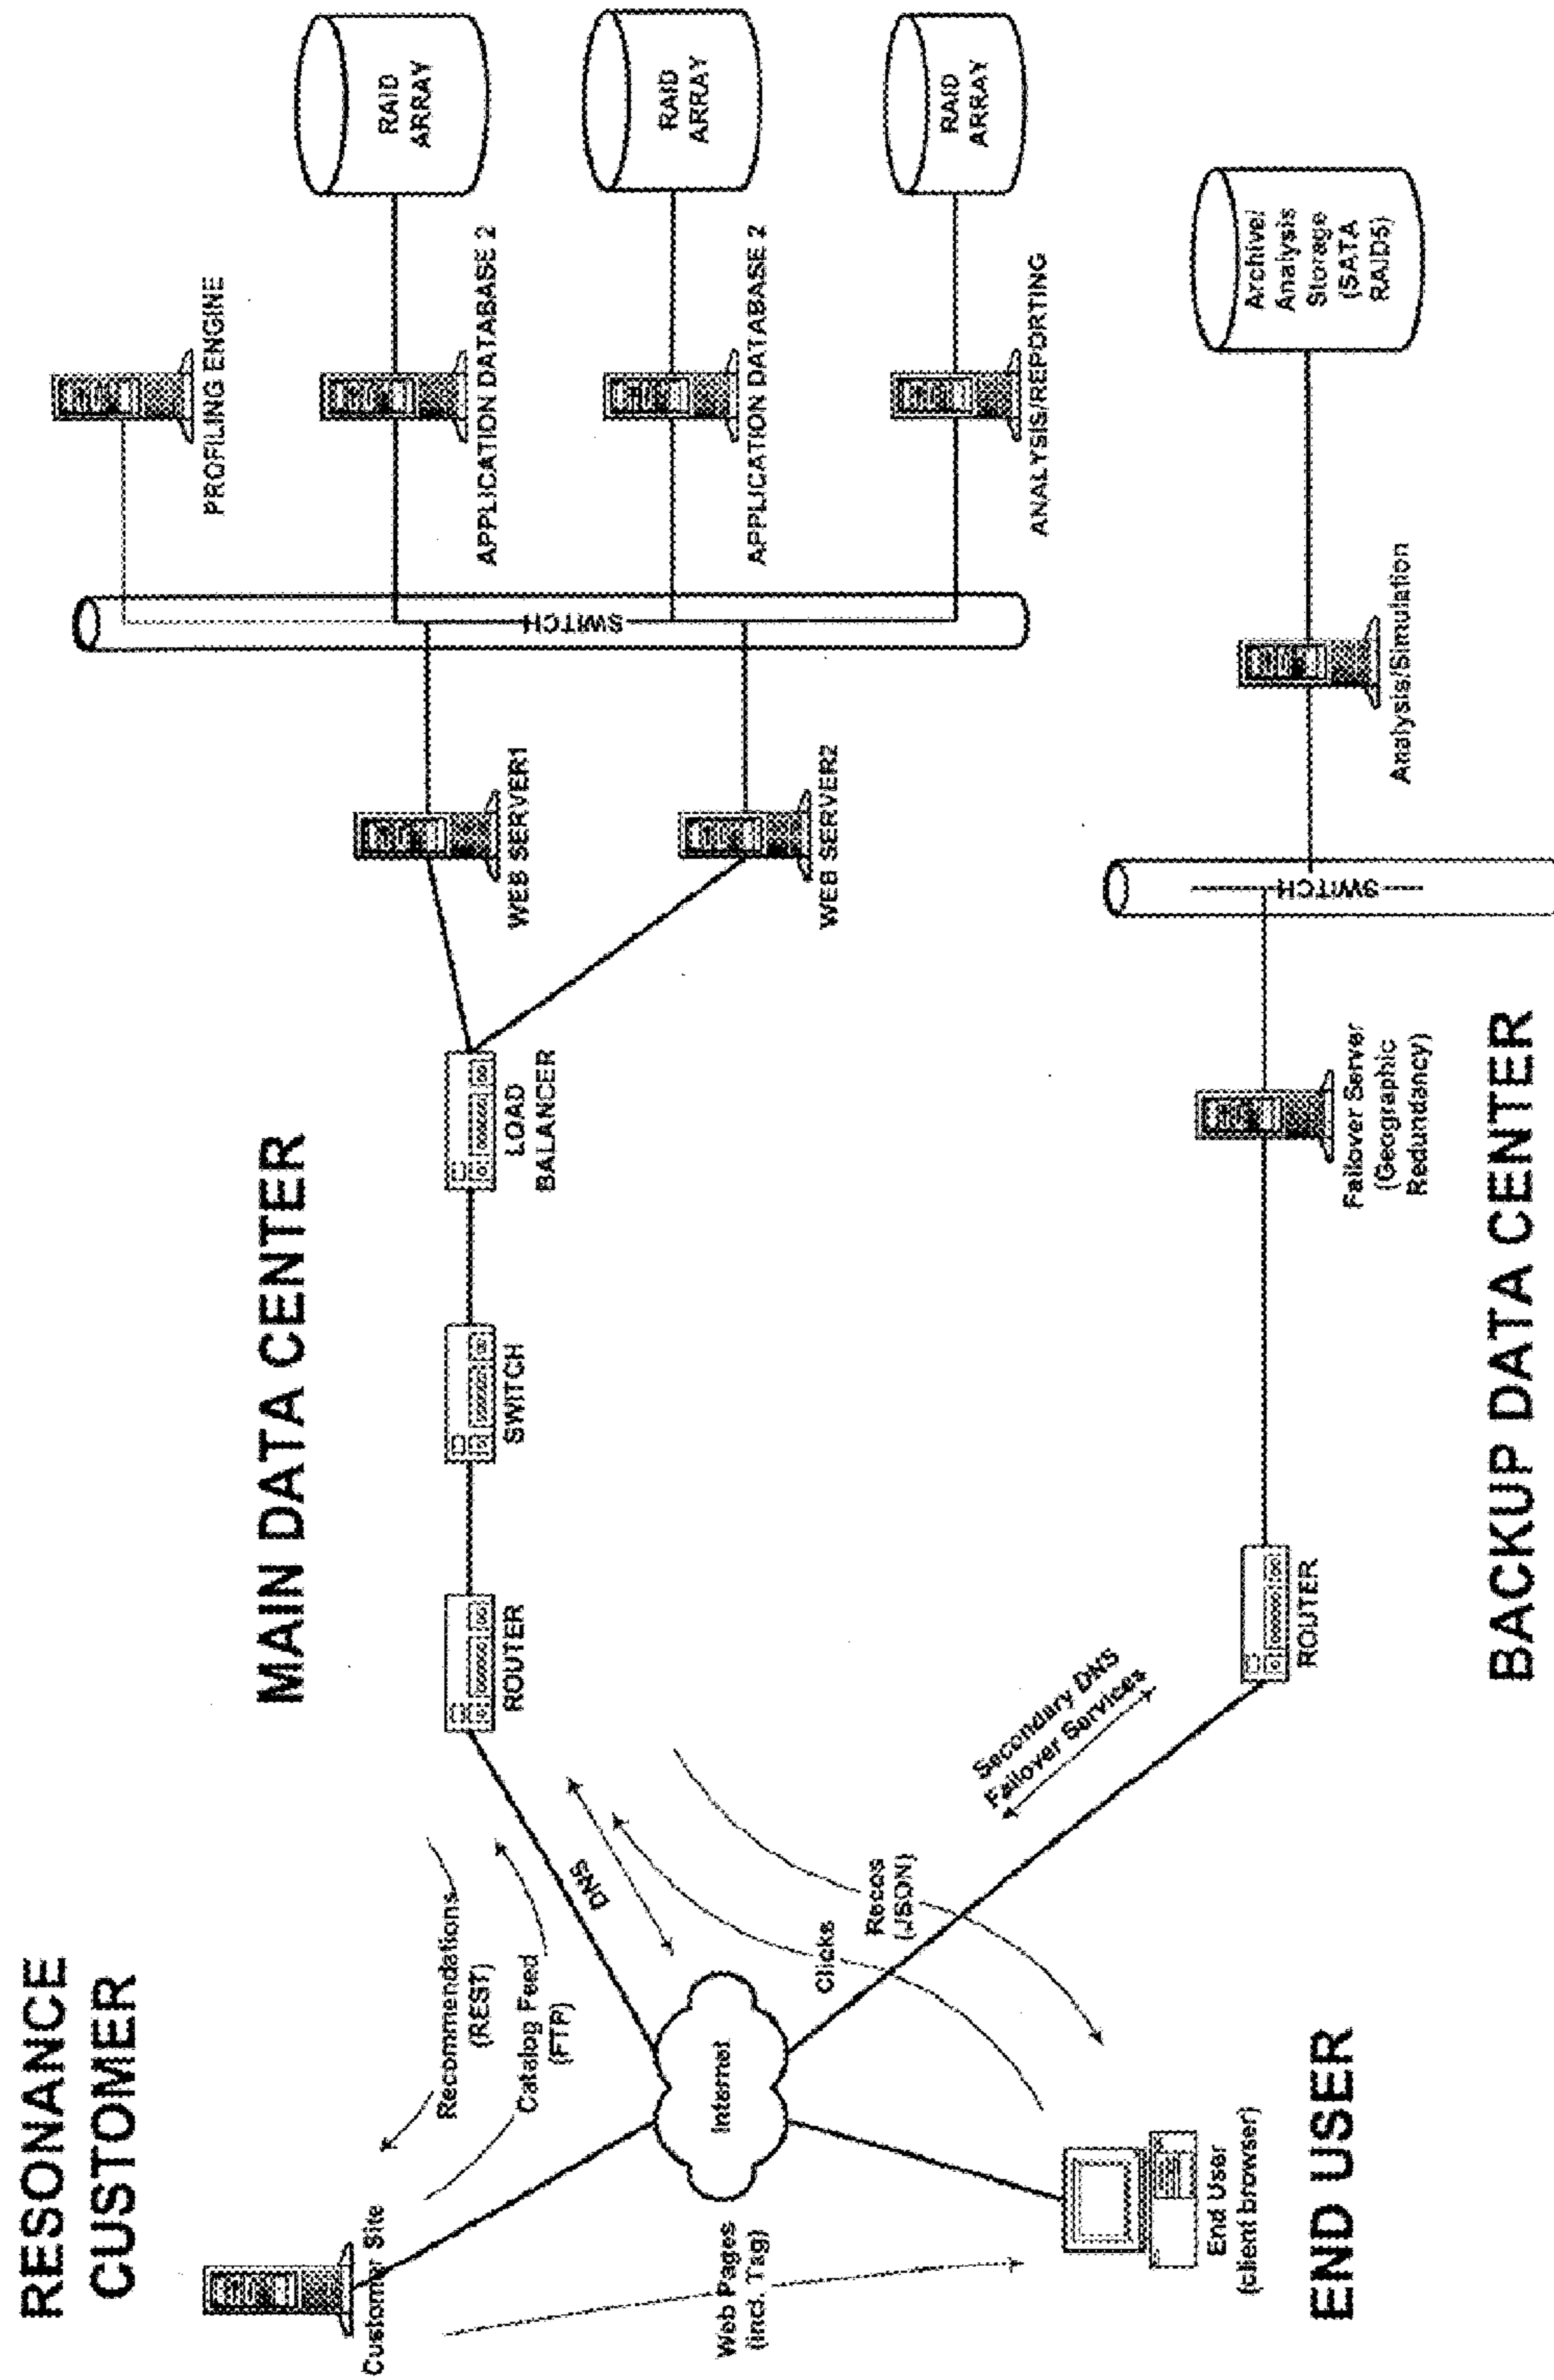 RESONANCE
CUSTOMER
Customer Site
Recommendations
(REST)
Catalog Feed
(FTP)
Web Pages
(incl. Tag)
Internet
DNS
Clicks
Recos
(JSON)
END USER
End User
(client browser)
MAIN DATA CENTER
ROUTER
SWITCH
LOAD
BALANCER
WEB SERVER1
WEB SERVER2
SWITCH
PROFILING ENGINE
APPLICATION DATABASE 2
RAID
ARRAY
APPLICATION DATABASE 2
RAID
ARRAY
ANALYSIS/REPORTING
RAID
ARRAY
Secondary DNS
Failover Services
ROUTER
Failover Server
(Geographic
Redundancy)
SWITCH
Analysis/Simulation
Archive/
Analysis
Storage
(SATA
RAID5)
BACKUP DATA CENTER